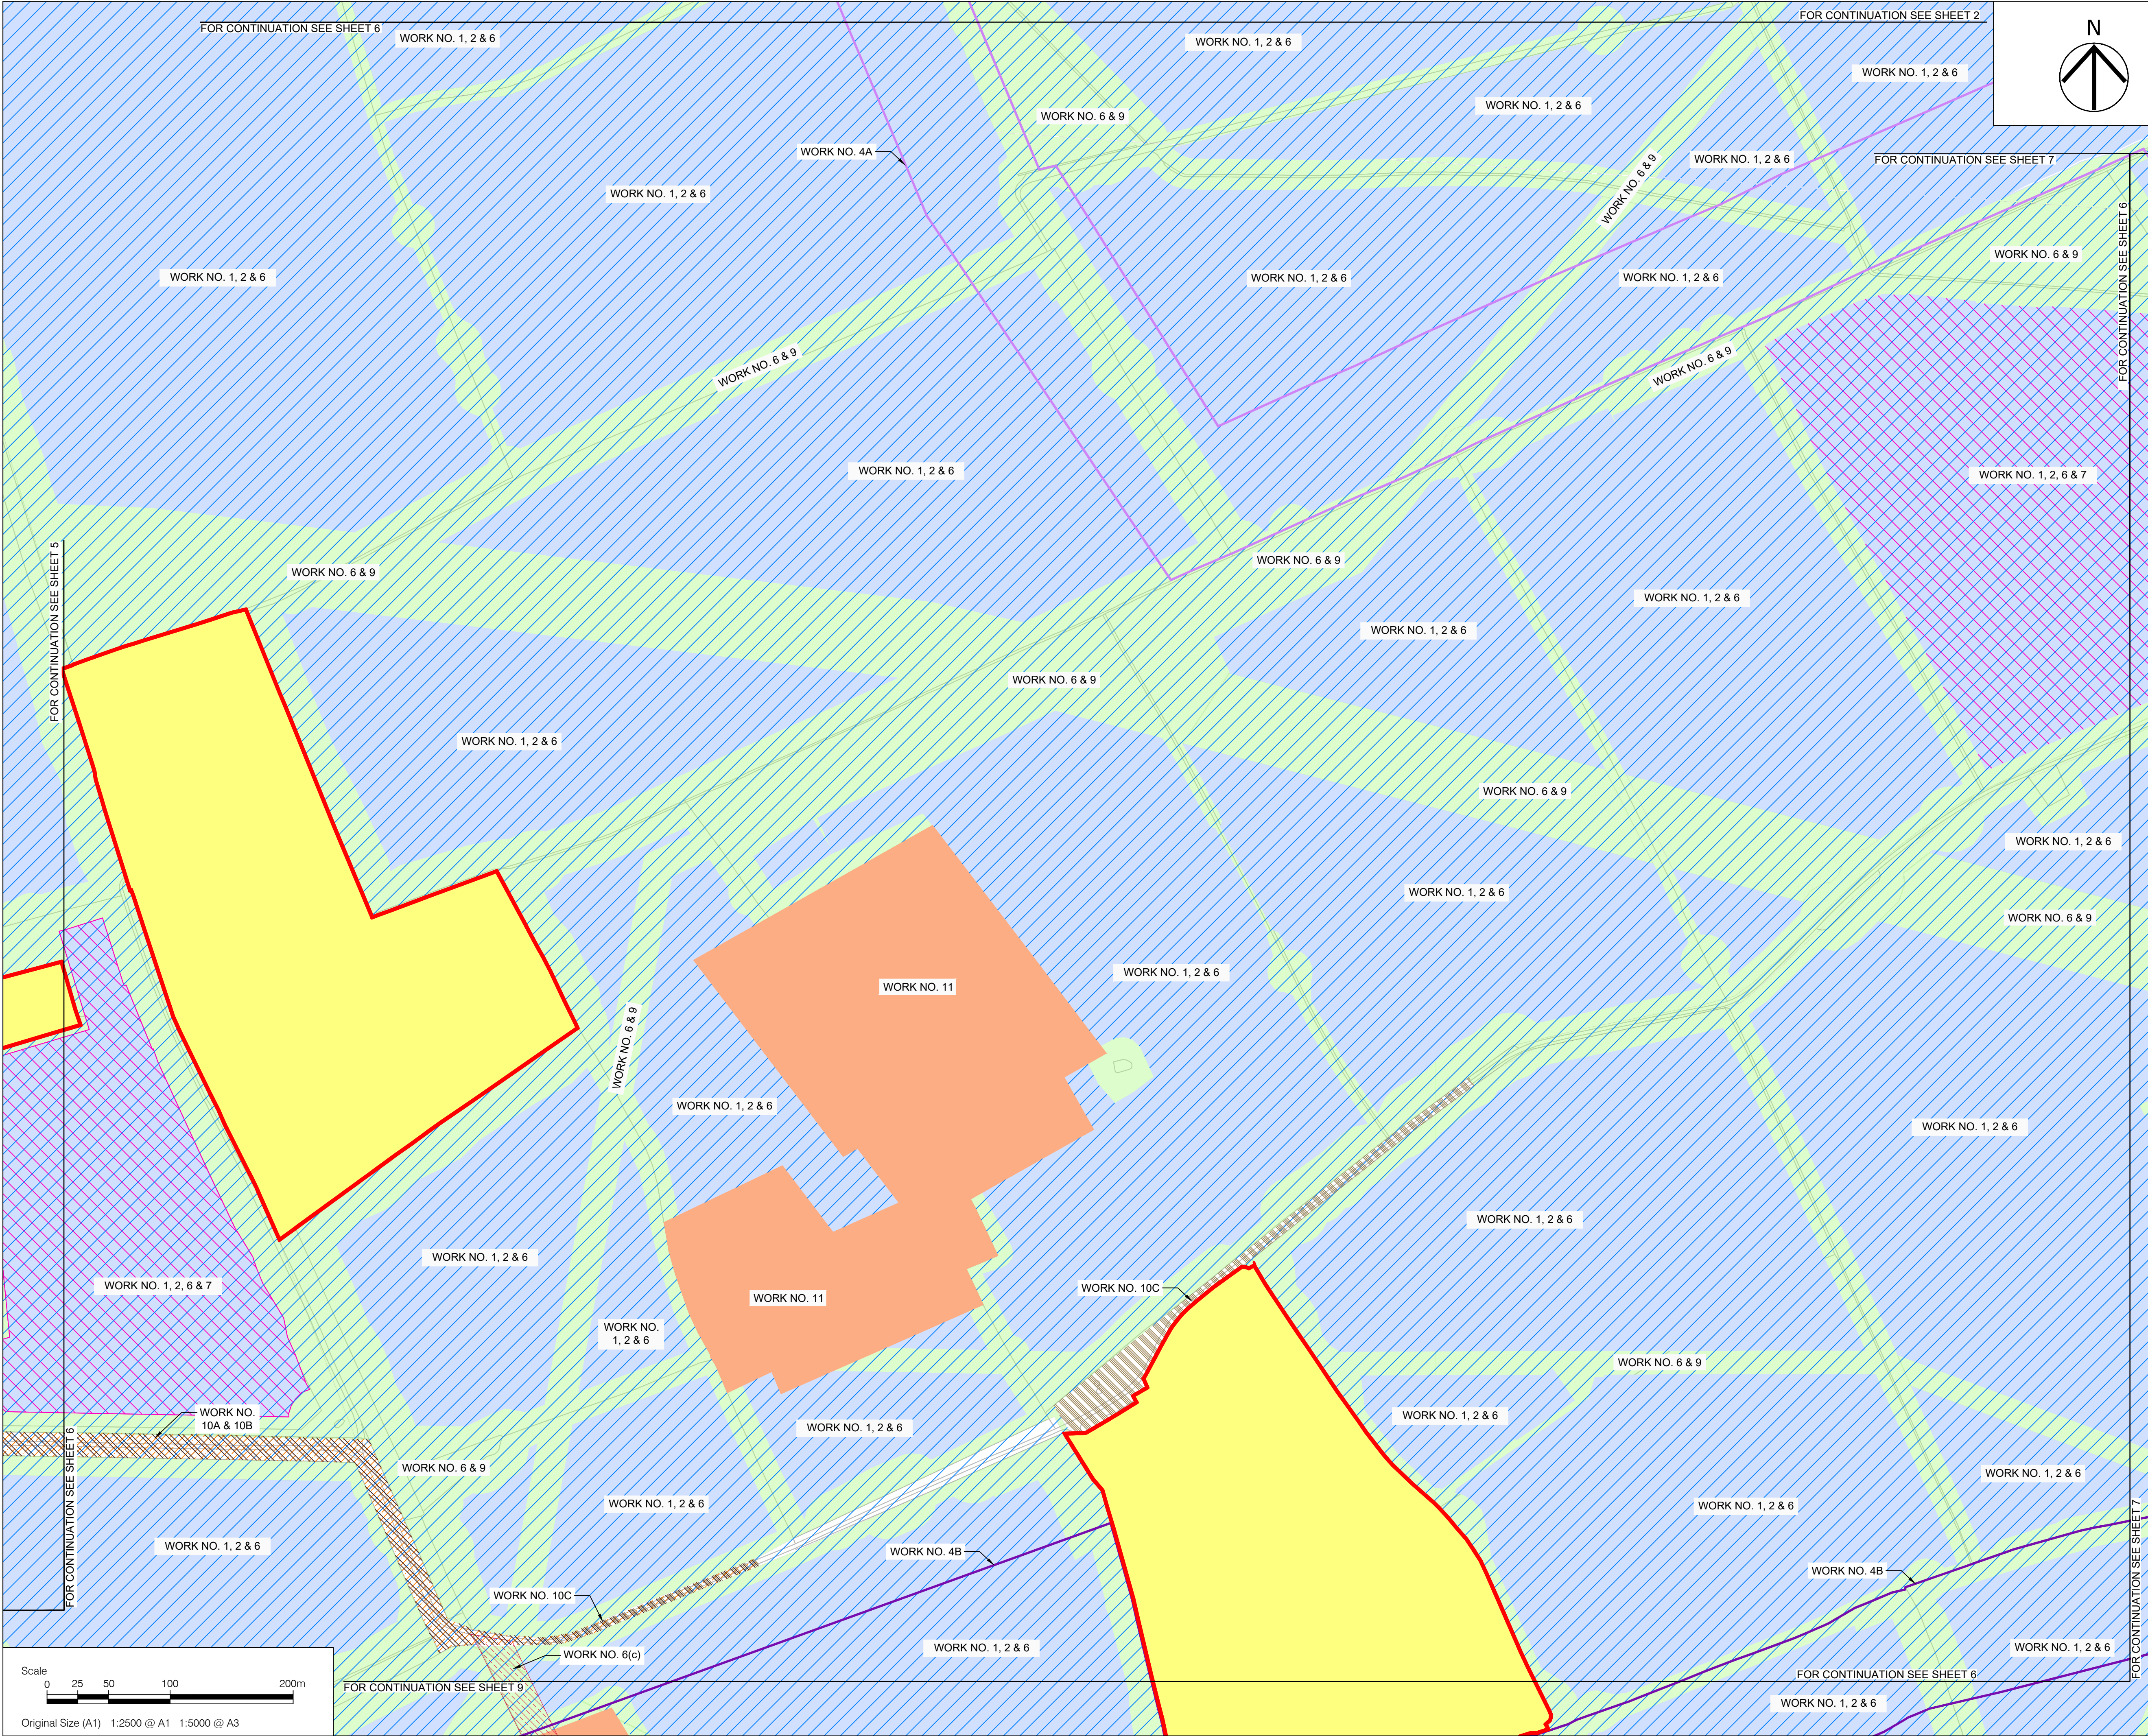 FOR CONTINUATION SEE SHEET 6
FOR CONTINUATION SEE SHEET 2
N
WORK NO. 1, 2 & 6
WORK NO. 1, 2 & 6
WORK NO. 1, 2 & 6
WORK NO. 1, 2 & 6
WORK NO. 6 & 9
WORK NO. 4A
WORK NO. 1, 2 & 6
FOR CONTINUATION SEE SHEET 7
WORK NO. 6 & 9
WORK NO. 1, 2 & 6
FOR CONTINUATION SEE SHEET 6
WORK NO. 6 & 9
WORK NO. 1, 2 & 6
WORK NO. 1, 2 & 6
WORK NO. 1, 2 & 6
WORK NO. 6 & 9
WORK NO. 6 & 9
WORK NO. 1, 2 & 6
WORK NO. 1, 2, 6 & 7
FOR CONTINUATION SEE SHEET 5
WORK NO. 6 & 9
WORK NO. 6 & 9
WORK NO. 1, 2 & 6
WORK NO. 1, 2 & 6
WORK NO. 6 & 9
WORK NO. 1, 2 & 6
WORK NO. 6 & 9
WORK NO. 1, 2 & 6
WORK NO. 1, 2 & 6
WORK NO. 6 & 9
WORK NO. 1, 2 & 6
WORK NO. 11
WORK NO. 6 & 9
WORK NO. 1, 2 & 6
WORK NO. 1, 2 & 6
WORK NO. 1, 2 & 6
WORK NO. 1, 2 & 6
WORK NO. 1, 2, 6 & 7
WORK NO. 10C
WORK NO. 11
WORK NO.
1, 2 & 6
WORK NO. 6 & 9
WORK NO.
10A & 10B
WORK NO. 1, 2 & 6
WORK NO. 1, 2 & 6
WORK NO. 6 & 9
WORK NO. 1, 2 & 6
WORK NO. 1, 2 & 6
WORK NO. 1, 2 & 6
FOR CONTINUATION SEE SHEET 6
WORK NO. 1, 2 & 6
WORK NO. 4B
WORK NO. 4B
FOR CONTINUATION SEE SHEET 7
WORK NO. 10C
WORK NO. 1, 2 & 6
WORK NO. 1, 2 & 6
WORK NO. 6(c)
FOR CONTINUATION SEE SHEET 6
FOR CONTINUATION SEE SHEET 9
WORK NO. 1, 2 & 6
Scale
0 25 50 100 200m
Original Size (A1) 1:2500 @ A1 1:5000 @ A3